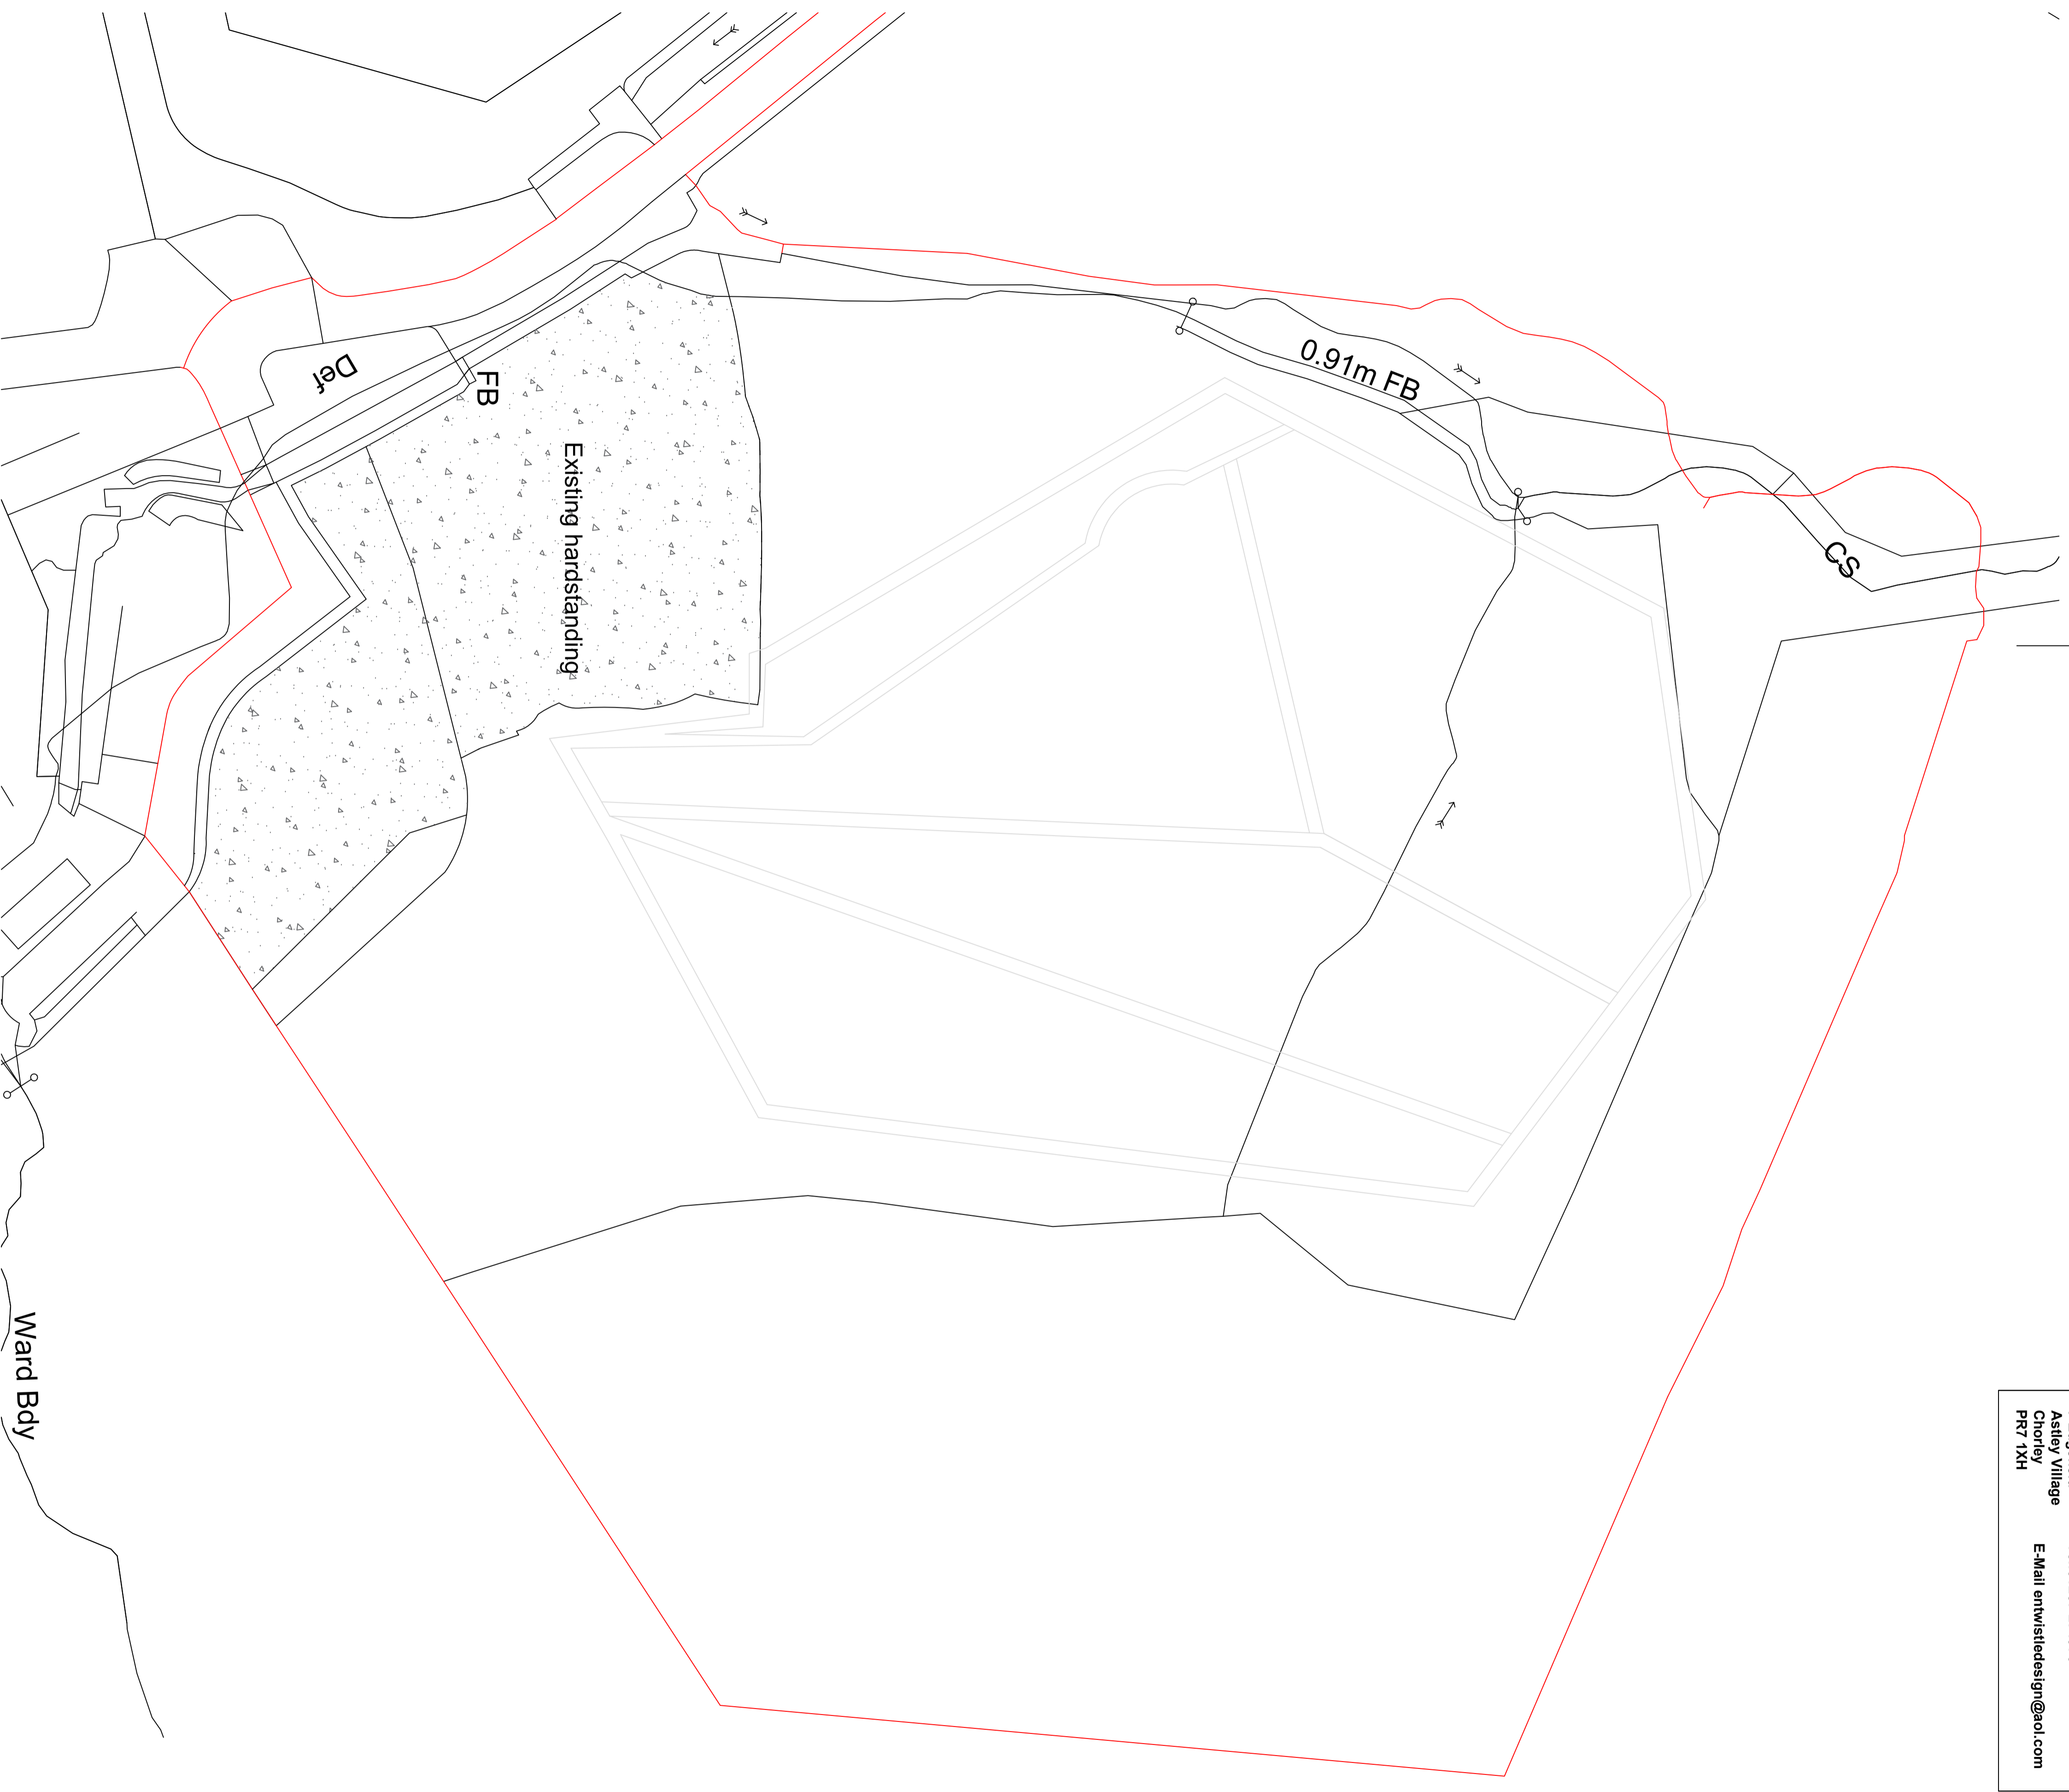 Def
FB
0.91m FB
Existing hardstanding
CS
Ward Bdy
Astley Village
Chorley
PR7 1XH
E-Mail entwistledesign@aol.com